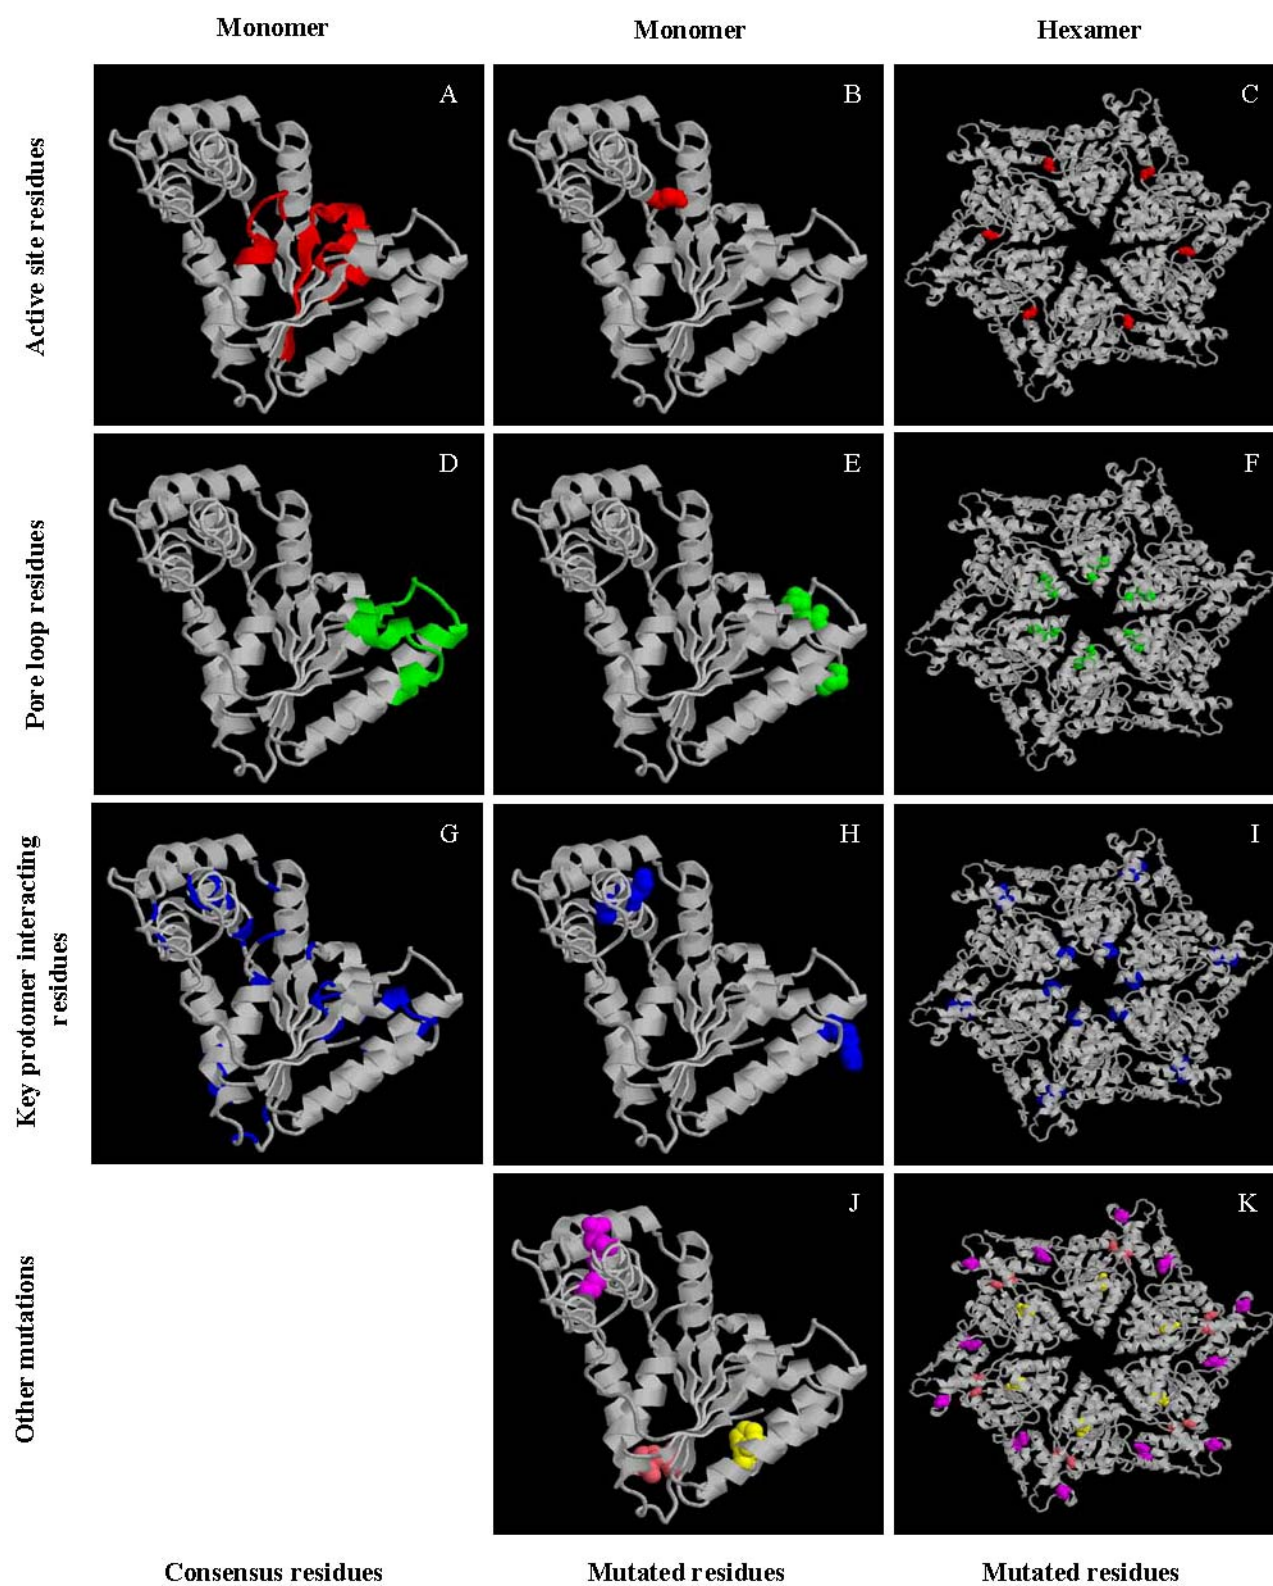 Monomer
Monomer
Hexamer
Active site residues
A
B
C
Pore loop residues
D
E
F
Key protomer interacting
residues
G
H
I
Other mutations
J
K
Consensus residues
Mutated residues
Mutated residues